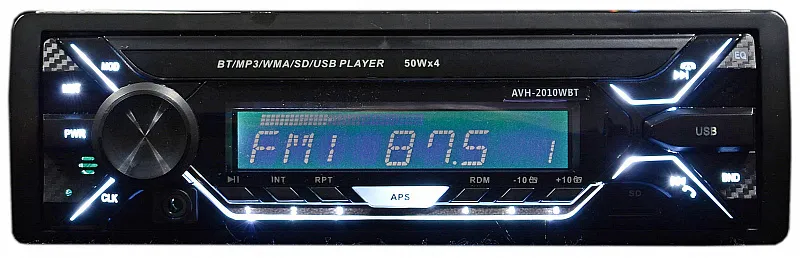 BT/MP3/WMA/SD/USB PLAYER 50Wx4
AVH-2010WBT
MOD
EQ
PWR
USB
FM1 87.5 1
INT RPT RDM -10 +10
APS
BND
CLK
SD